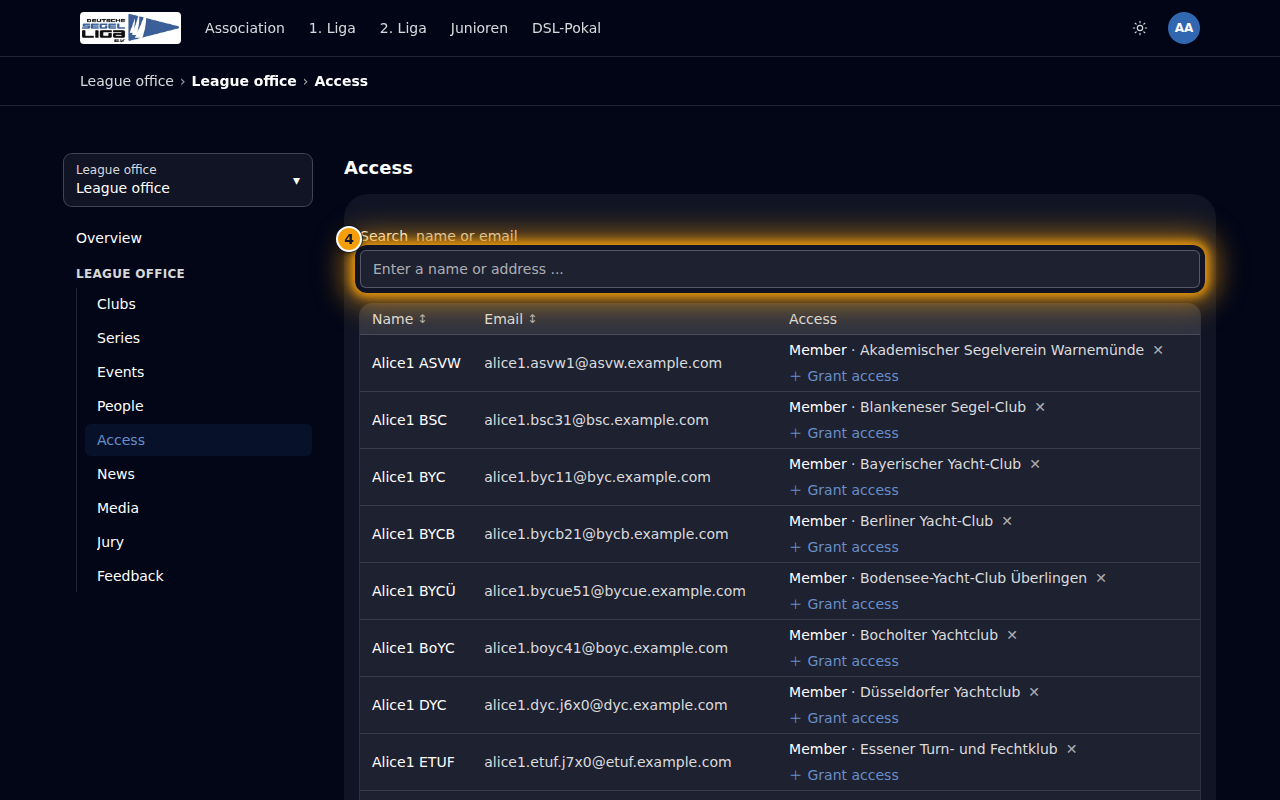 DEUTSCHE
SEGEL
LIGA
e.V.
Association
1. Liga
2. Liga
Junioren
DSL-Pokal
AA
League office › League office › Access
League office
League office
Overview
LEAGUE OFFICE
Clubs
Series
Events
People
Access
News
Media
Jury
Feedback
Access
4
Search name or email
Enter a name or address ...
Name ↕ Email ↕ Access
Alice1 ASVW alice1.asvw1@asvw.example.com Member · Akademischer Segelverein Warnemünde ✕
+ Grant access
Alice1 BSC alice1.bsc31@bsc.example.com Member · Blankeneser Segel-Club ✕
+ Grant access
Alice1 BYC alice1.byc11@byc.example.com Member · Bayerischer Yacht-Club ✕
+ Grant access
Alice1 BYCB alice1.bycb21@bycb.example.com Member · Berliner Yacht-Club ✕
+ Grant access
Alice1 BYCÜ alice1.bycue51@bycue.example.com Member · Bodensee-Yacht-Club Überlingen ✕
+ Grant access
Alice1 BoYC alice1.boyc41@boyc.example.com Member · Bocholter Yachtclub ✕
+ Grant access
Alice1 DYC alice1.dyc.j6x0@dyc.example.com Member · Düsseldorfer Yachtclub ✕
+ Grant access
Alice1 ETUF alice1.etuf.j7x0@etuf.example.com Member · Essener Turn- und Fechtklub ✕
+ Grant access